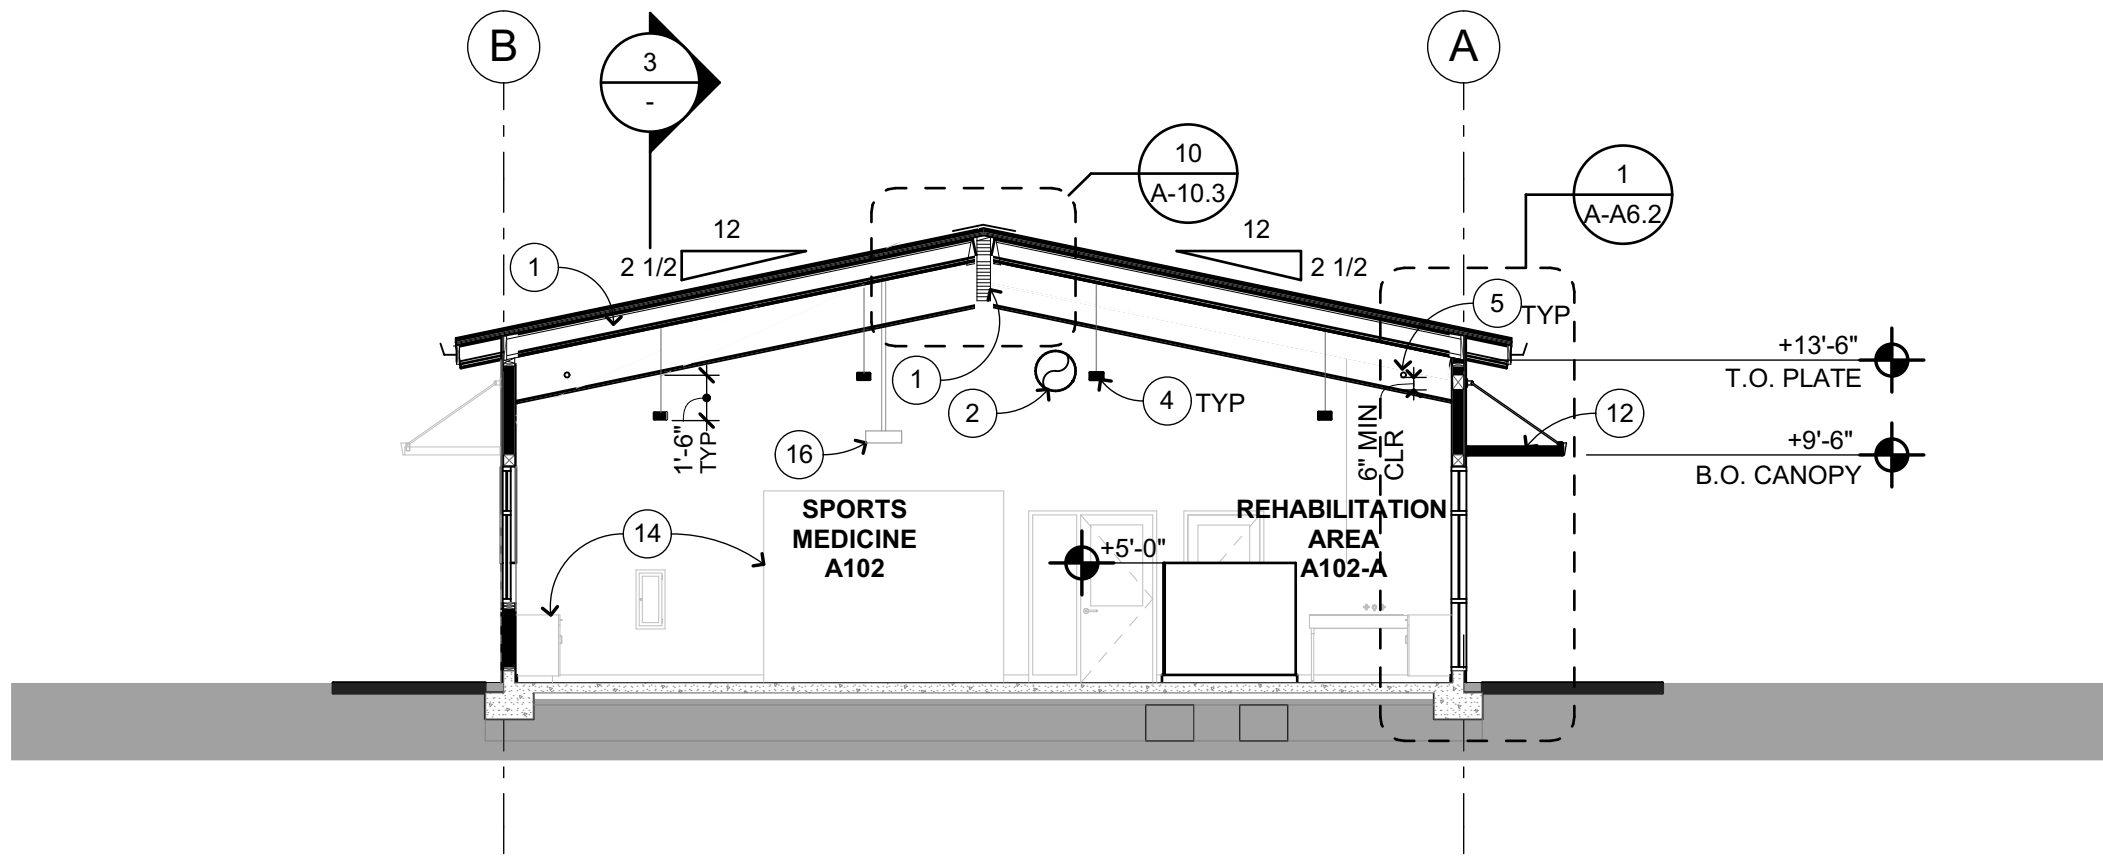 B
A
3
-
10
A-10.3
1
A-A6.2
12
2 1/2
12
2 1/2
1
5
TYP
+13'-6"
T.O. PLATE
1
2
4
TYP
12
16
1'-6"
TYP
6" MIN
CLR
+9'-6"
B.O. CANOPY
14
SPORTS
MEDICINE
A102
REHABILITATION
AREA
A102-A
+5'-0"